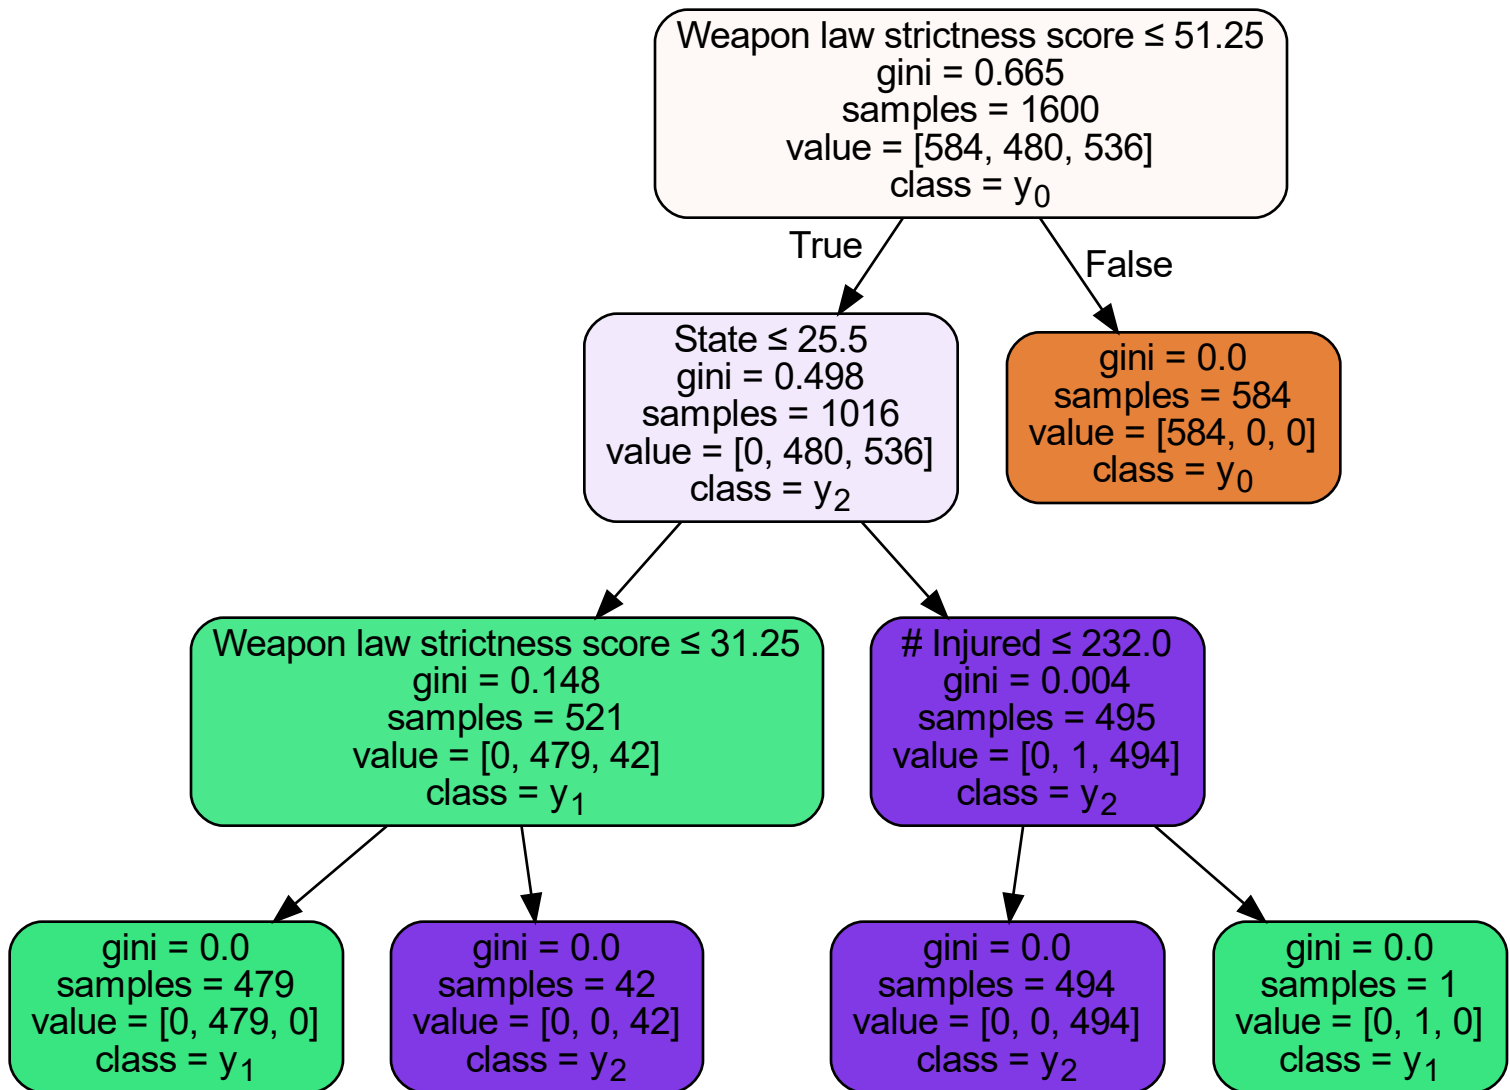 Weapon law strictness score ≤ 51.25
gini = 0.665
samples = 1600
value = [584, 480, 536]
class = y0
True
False
State ≤ 25.5
gini = 0.498
samples = 1016
value = [0, 480, 536]
class = y2
gini = 0.0
samples = 584
value = [584, 0, 0]
class = y0
Weapon law strictness score ≤ 31.25
gini = 0.148
samples = 521
value = [0, 479, 42]
class = y1
# Injured ≤ 232.0
gini = 0.004
samples = 495
value = [0, 1, 494]
class = y2
gini = 0.0
samples = 479
value = [0, 479, 0]
class = y1
gini = 0.0
samples = 42
value = [0, 0, 42]
class = y2
gini = 0.0
samples = 494
value = [0, 0, 494]
class = y2
gini = 0.0
samples = 1
value = [0, 1, 0]
class = y1